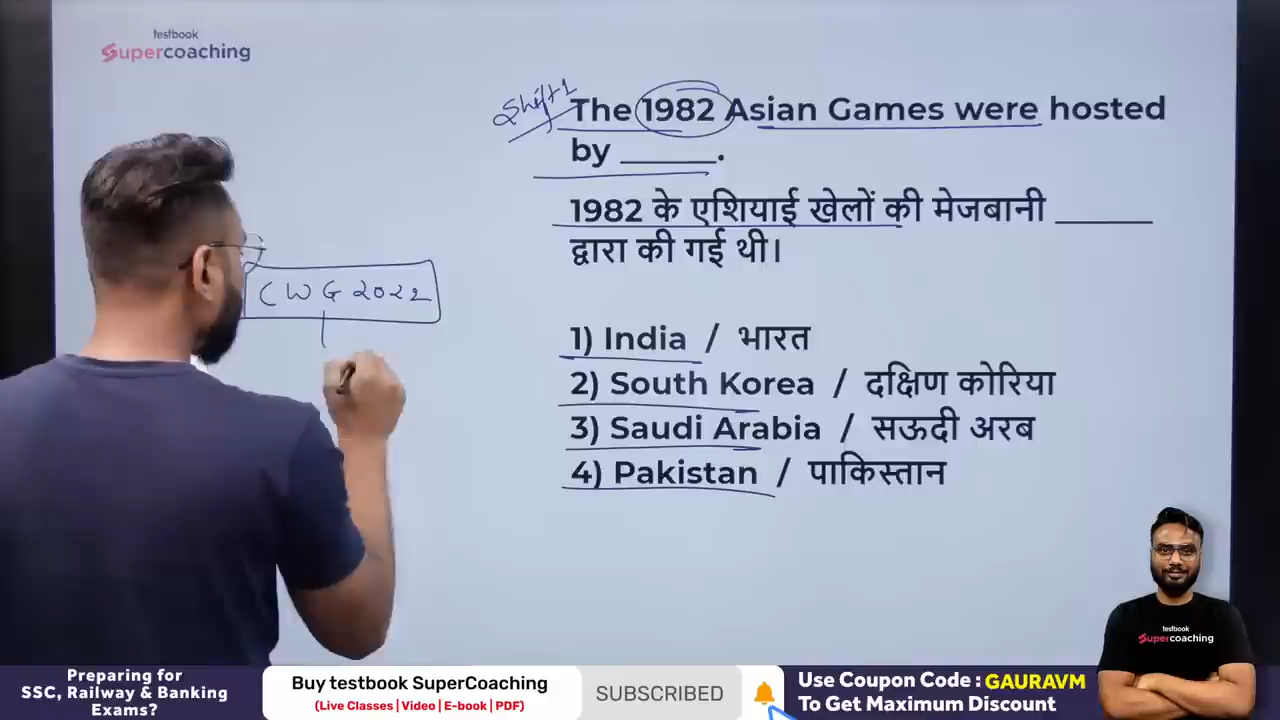 testbook
Supercoaching
Shift 1
The 1982 Asian Games were hosted
by _____.
1982 के एशियाई खेलों की मेजबानी _____
द्वारा की गई थी।
CWG 2022
1) India / भारत
2) South Korea / दक्षिण कोरिया
3) Saudi Arabia / सऊदी अरब
4) Pakistan / पाकिस्तान
testbook
Supercoaching
Preparing for
SSC, Railway & Banking
Exams?
Buy testbook SuperCoaching
(Live Classes | Video | E-book | PDF)
SUBSCRIBED
Use Coupon Code : GAURAVM
To Get Maximum Discount